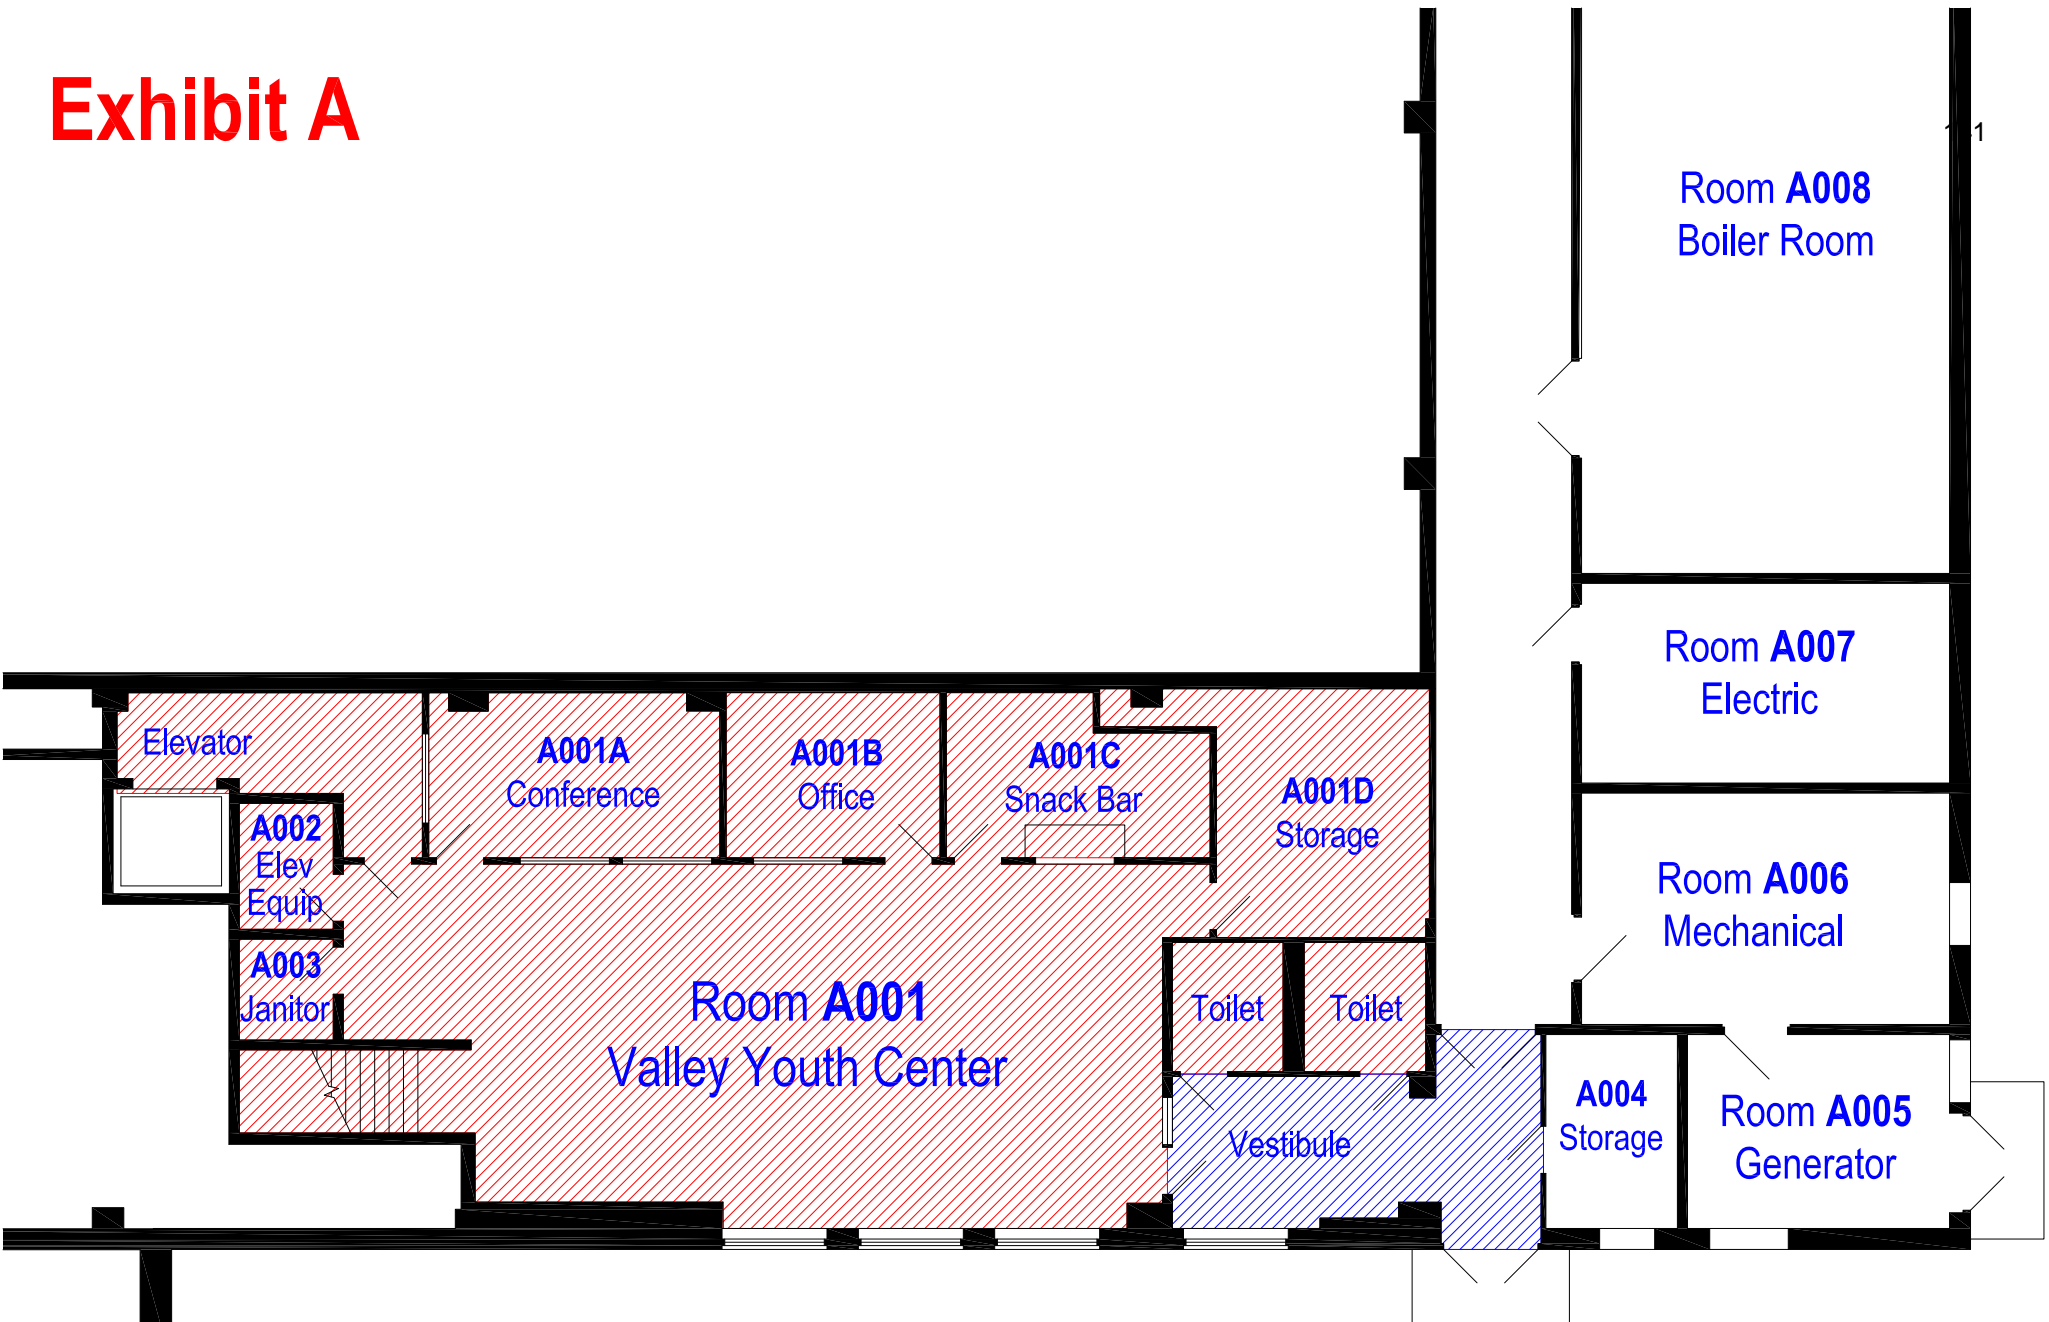 Exhibit A
Room A008
Boiler Room
Room A007
Electric
Elevator
A001A
Conference
A001B
Office
A001C
Snack Bar
A001D
Storage
A002
Elev
Equip
Room A006
Mechanical
A003
Janitor
Room A001
Valley Youth Center
Toilet
Toilet
Vestibule
A004
Storage
Room A005
Generator